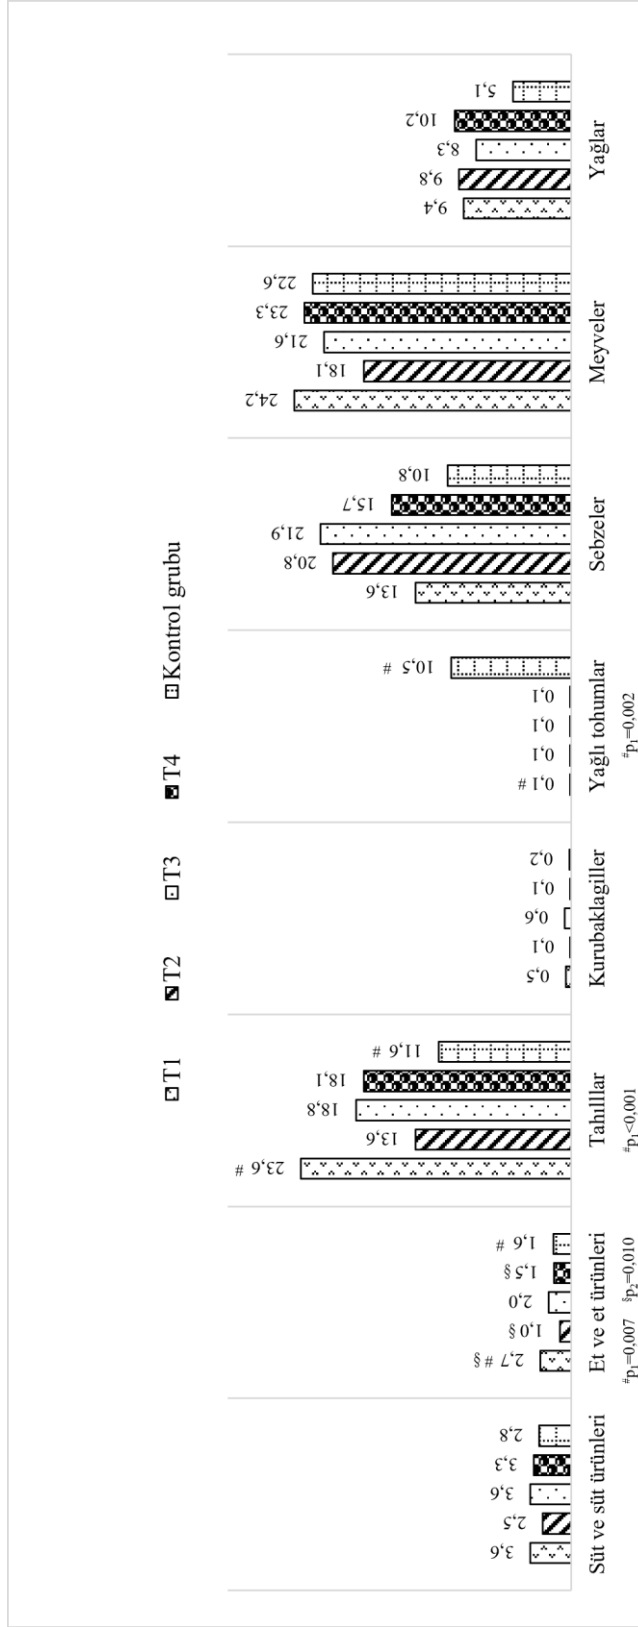 T1 T2 T3 T4 Kontrol grubu
3,6 2,5 3,6 3,3 2,8
2,7 # § 1,0 § 2,0 1,5 § 1,6 #
23,6 # 13,6 18,8 18,1 11,6 #
0,5 0,1 0,6 0,1 0,2
0,1 # 0,1 0,1 0,1 10,5 #
13,6 20,8 21,9 15,7 10,8
24,2 18,1 21,6 23,3 22,6
9,4 9,8 8,3 10,2 5,1
Süt ve süt ürünleri Et ve et ürünleri Tahılllar Kurubaklagiller Yağlı tohumlar Sebzeler Meyveler Yağlar
#p1=0,007 §p2=0,010 #p1<0,001 #p1=0,002